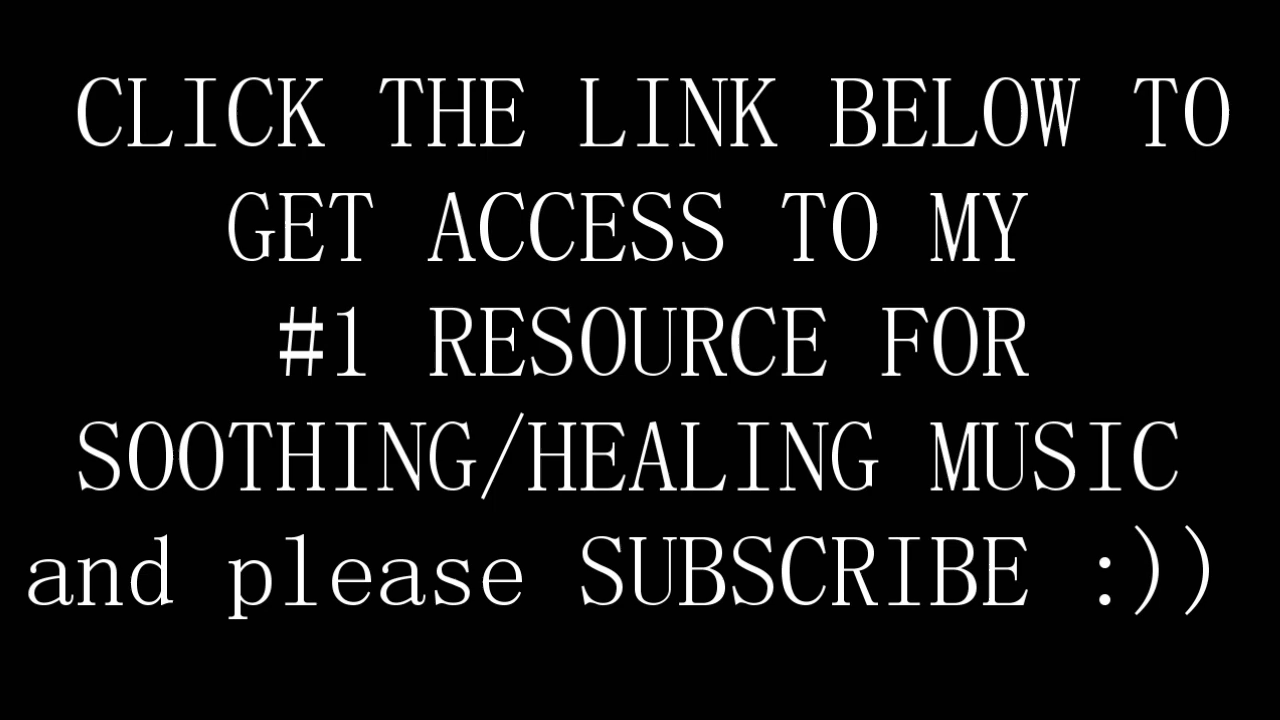 CLICK THE LINK BELOW TO
GET ACCESS TO MY
#1 RESOURCE FOR
SOOTHING/HEALING MUSIC
and please SUBSCRIBE :))